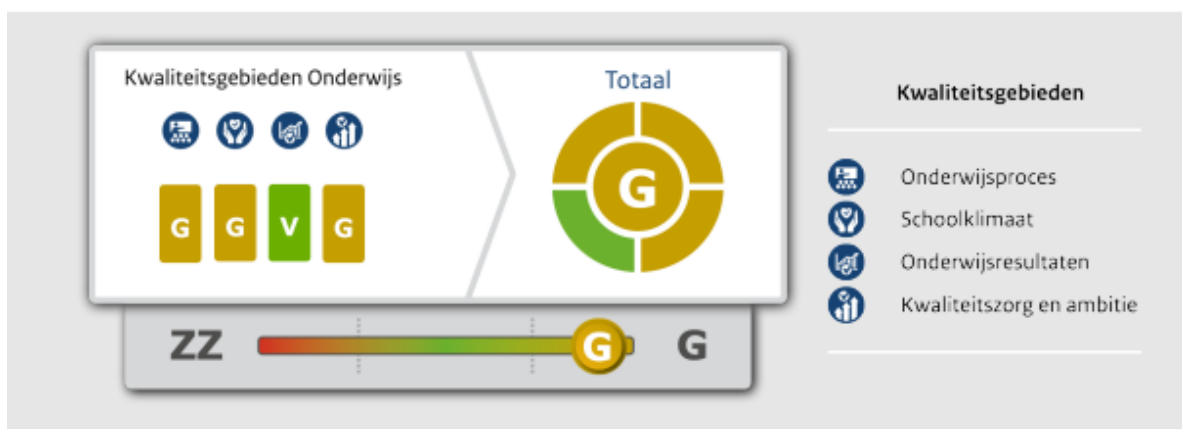 Kwaliteitsgebieden Onderwijs
G G V G
Totaal
G
ZZ G G
Kwaliteitsgebieden
Onderwijsproces
Schoolklimaat
Onderwijsresultaten
Kwaliteitszorg en ambitie